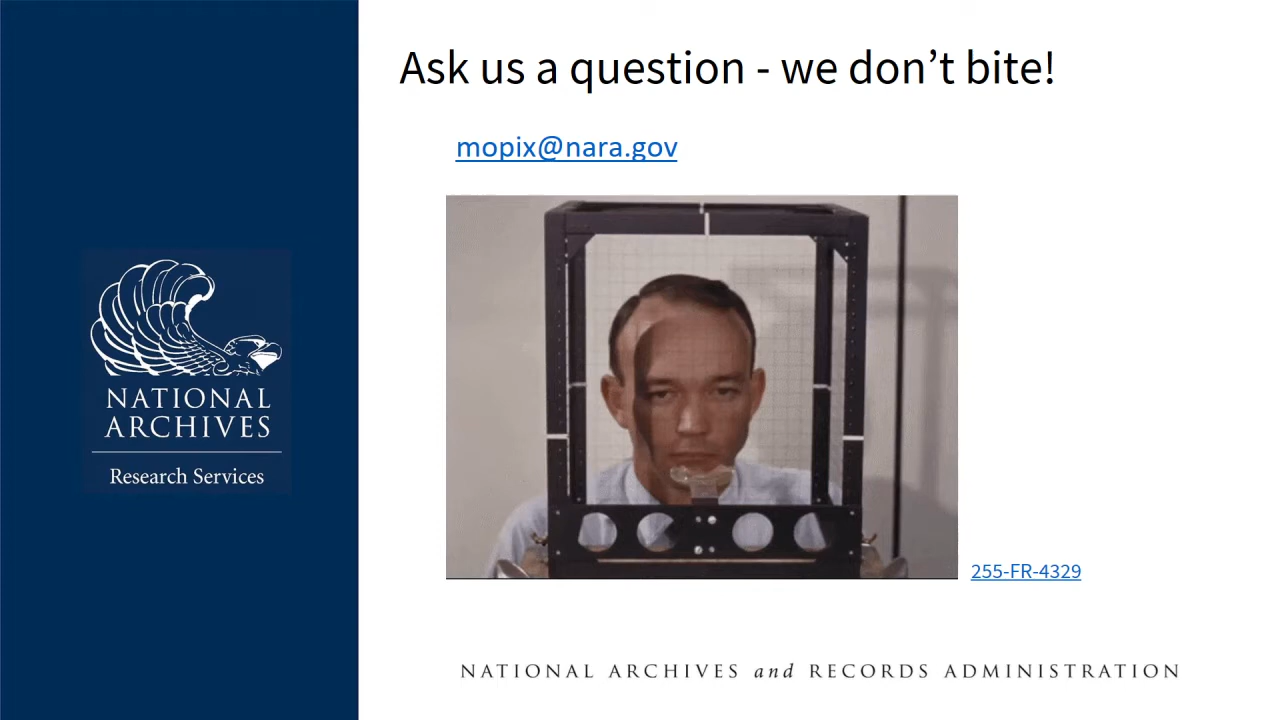 Ask us a question - we don’t bite!
mopix@nara.gov
NATIONAL
ARCHIVES
Research Services
255-FR-4329
NATIONAL ARCHIVES and RECORDS ADMINISTRATION